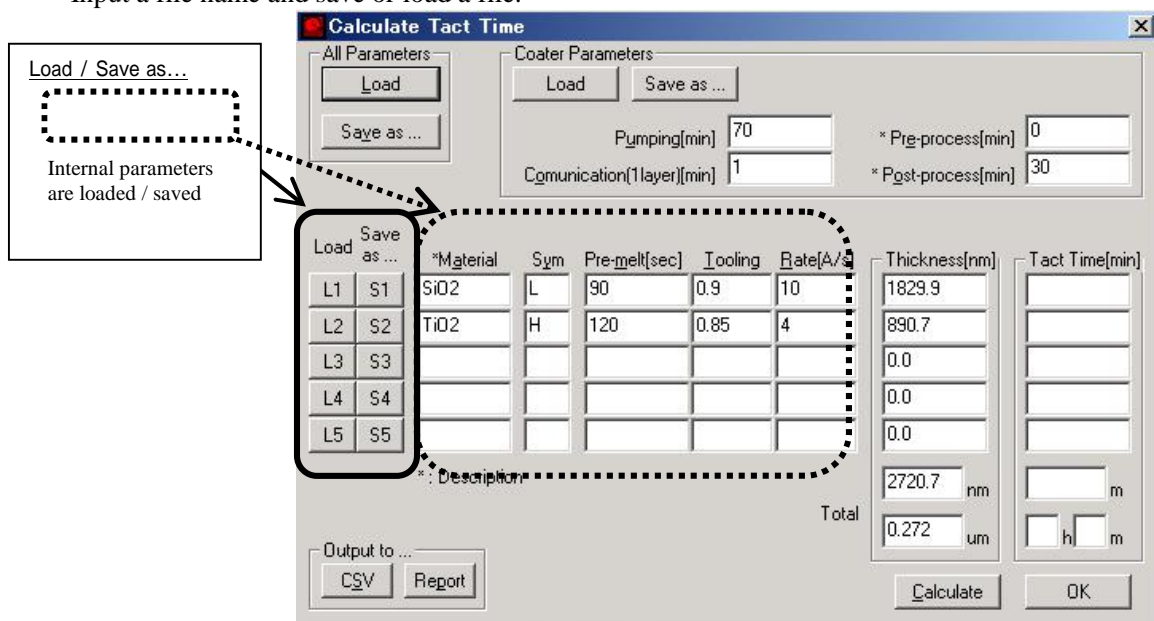 Input a file name and save or load a file.
Calculate Tact Time
Load / Save as...
Internal parameters
are loaded / saved
All Parameters
Load
Save as ...
Coater Parameters
Load Save as ...
Pumping[min] 70 * Pre-process[min] 0
Comunication(1layer)[min] 1 * Post-process[min] 30
Load Save as ... *Material Sym Pre-melt[sec] Tooling Rate[A/s] Thickness[nm] Tact Time[min]
L1 S1 SiO2 L 90 0.9 10 1829.9
L2 S2 TiO2 H 120 0.85 4 890.7
L3 S3 0.0
L4 S4 0.0
L5 S5 0.0
* : Description
2720.7 nm m
Total 0.272 um h m
Output to ...
CSV Report
Calculate OK